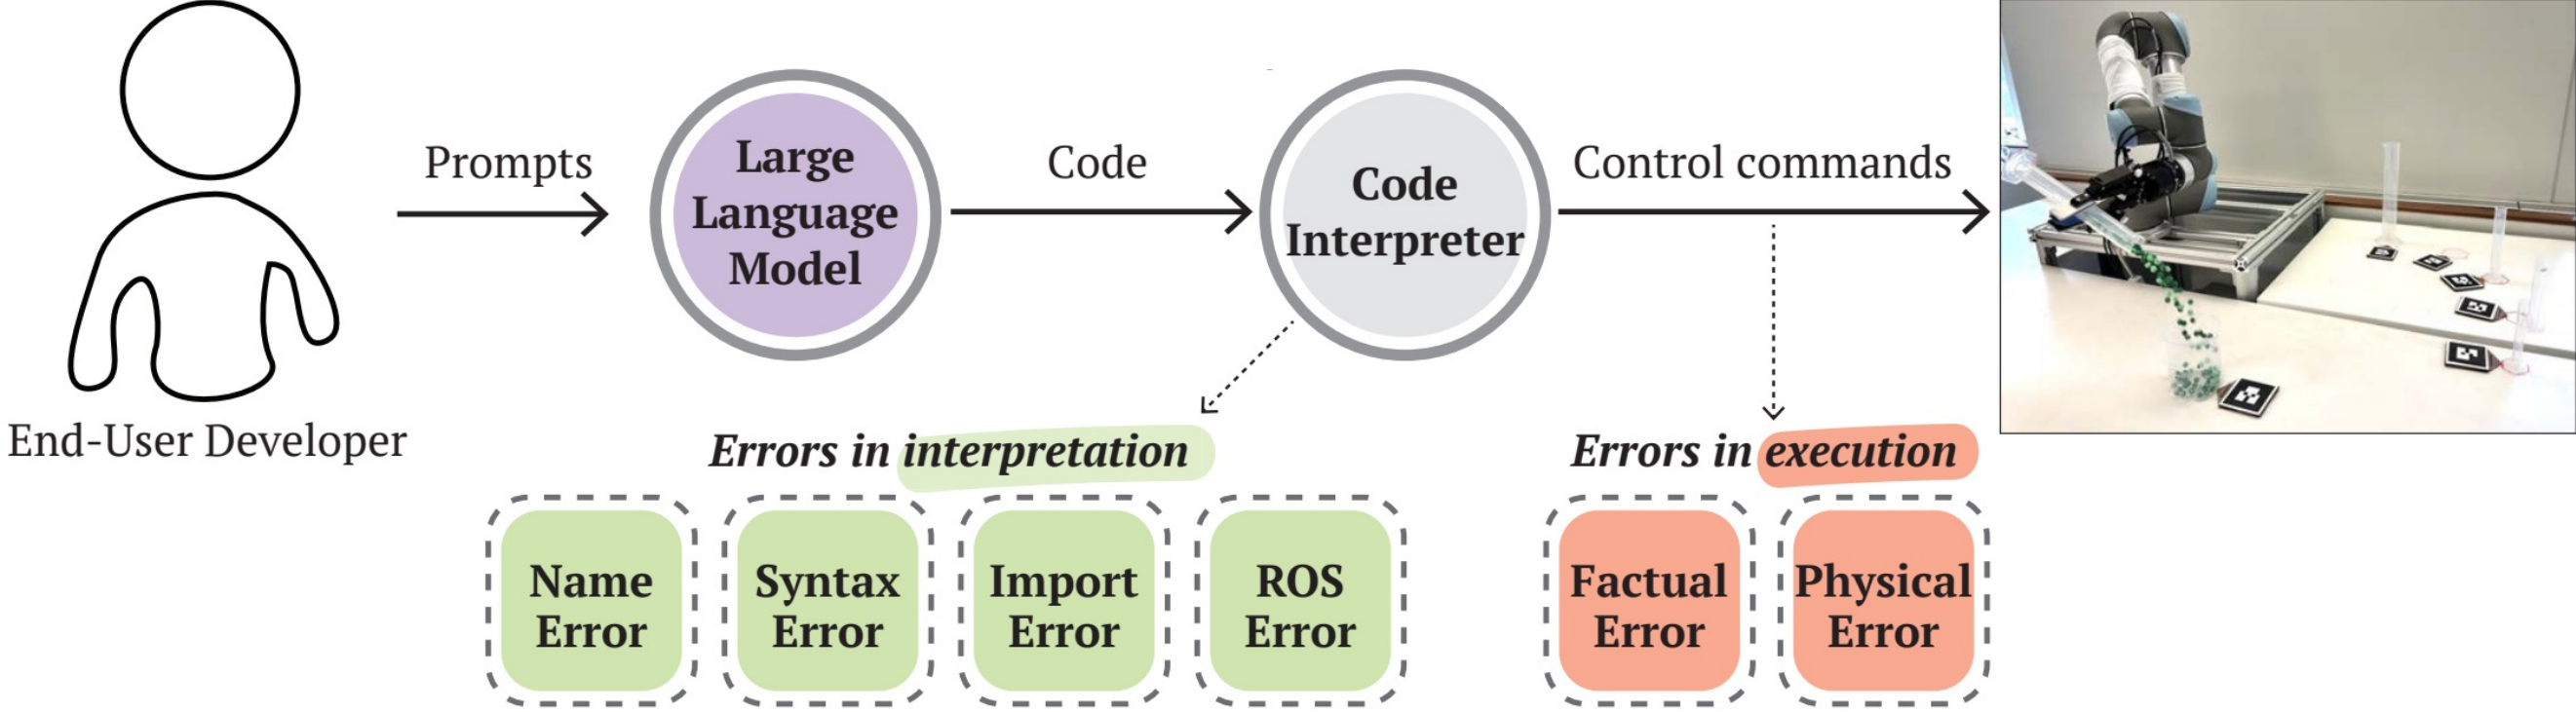 End-User Developer
Prompts
Large
Language
Model
Code
Code
Interpreter
Control commands
Errors in interpretation
Name
Error
Syntax
Error
Import
Error
ROS
Error
Errors in execution
Factual
Error
Physical
Error